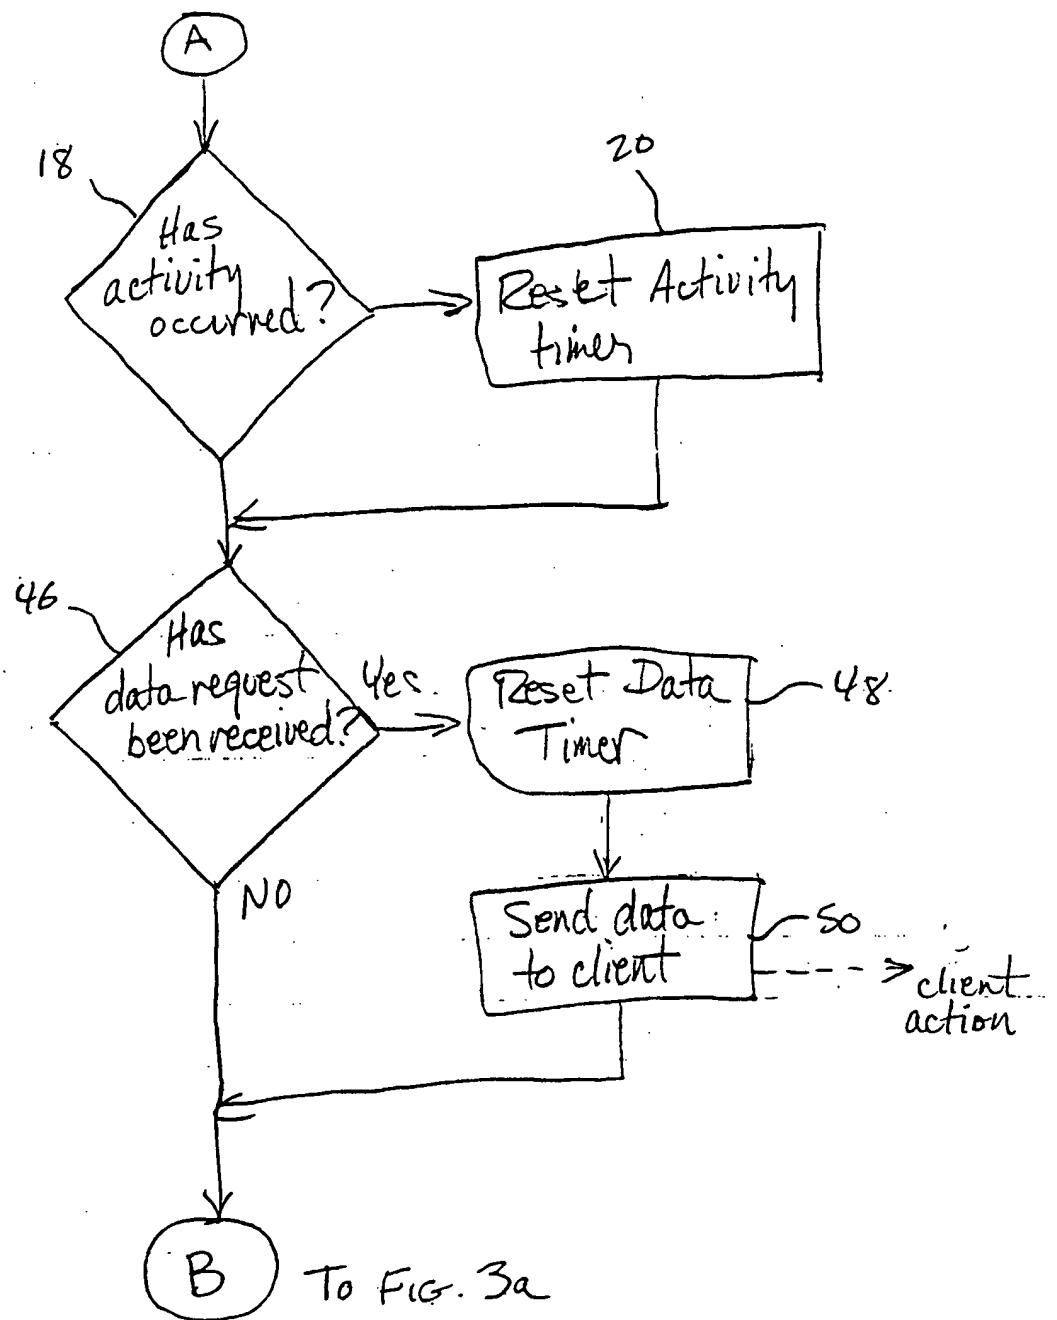 A
18
Has
activity
occurred?
20
Reset Activity
timer
46
Has
data request
been received?
Yes
Reset Data
Timer
48
NO
Send data
to client
50
client
action
B
To FIG. 3a